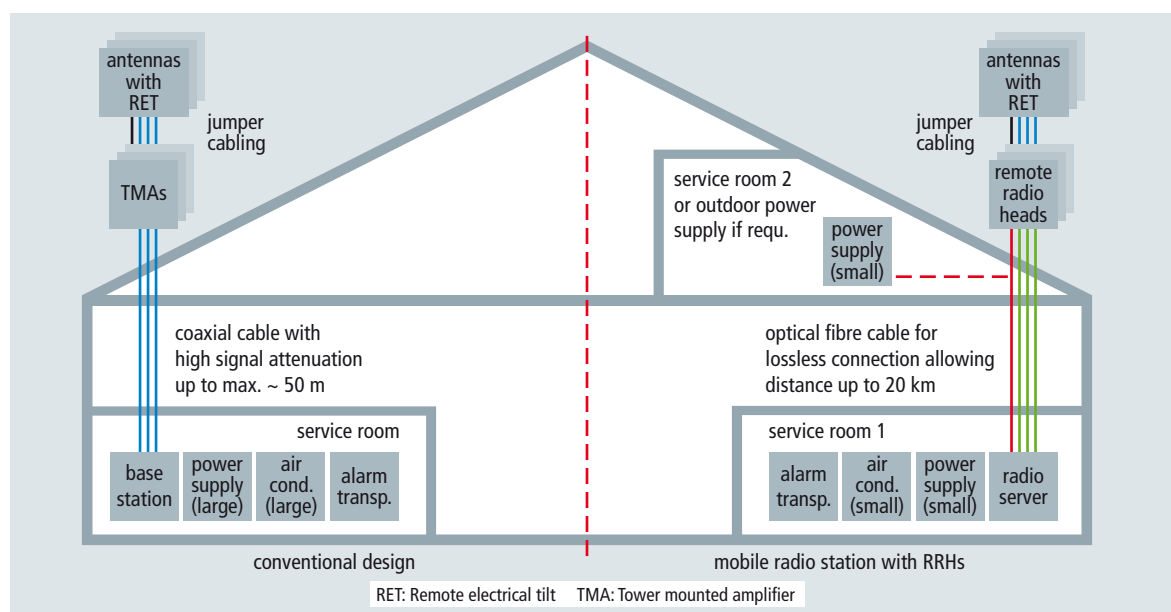 antennas
with
RET
jumper
cabling
TMAs
coaxial cable with
high signal attenuation
up to max. ~ 50 m
service room
base
station
power
supply
(large)
air
cond.
(large)
alarm
transp.
conventional design
antennas
with
RET
jumper
cabling
remote
radio
heads
service room 2
or outdoor power
supply if requ.
power
supply
(small)
optical fibre cable for
lossless connection allowing
distance up to 20 km
service room 1
alarm
transp.
air
cond.
(small)
power
supply
(small)
radio
server
mobile radio station with RRHs
RET: Remote electrical tilt TMA: Tower mounted amplifier